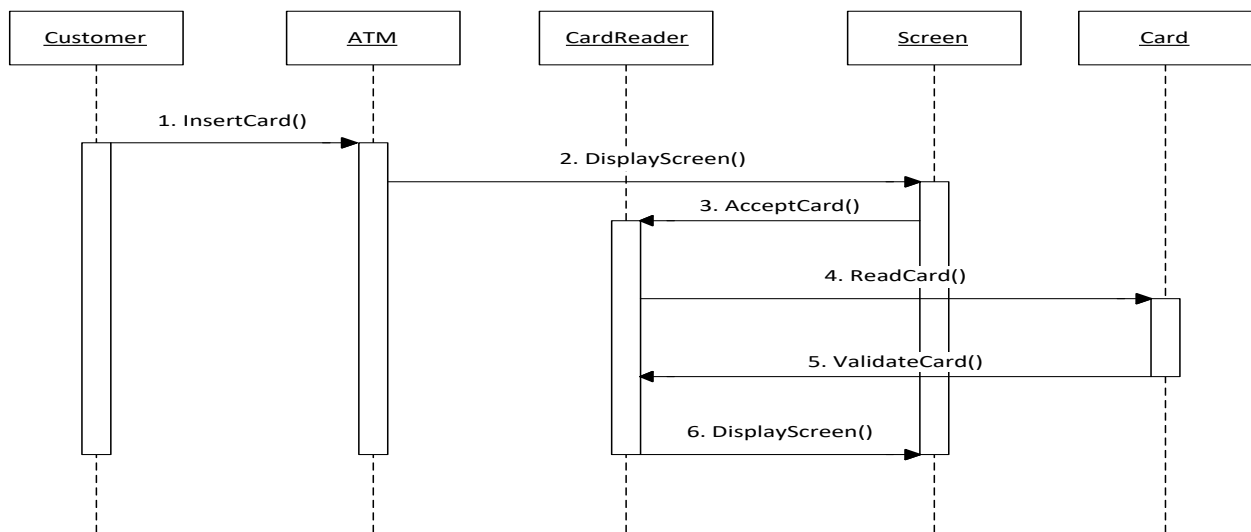 Customer
ATM
CardReader
Screen
Card
1. InsertCard()
2. DisplayScreen()
3. AcceptCard()
4. ReadCard()
5. ValidateCard()
6. DisplayScreen()